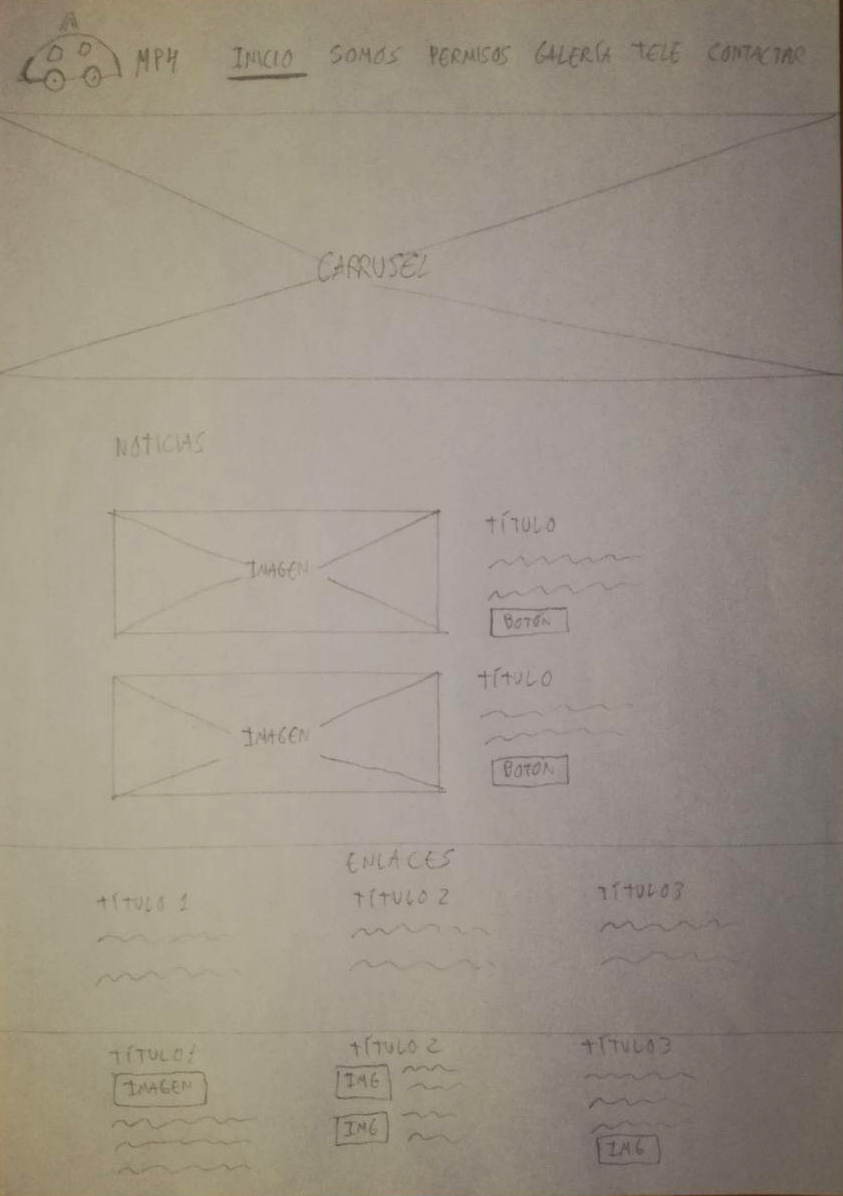 MP4 INICIO SOMOS PERMISOS GALERÍA TELE CONTACTAR
CARRUSEL
NOTICIAS
IMAGEN
TÍTULO
BOTÓN
IMAGEN
TÍTULO
BOTÓN
ENLACES
TÍTULO 1 TÍTULO 2 TÍTULO 3
TÍTULO 1 TÍTULO 2 TÍTULO 3
IMAGEN
IMG
IMG
IMG